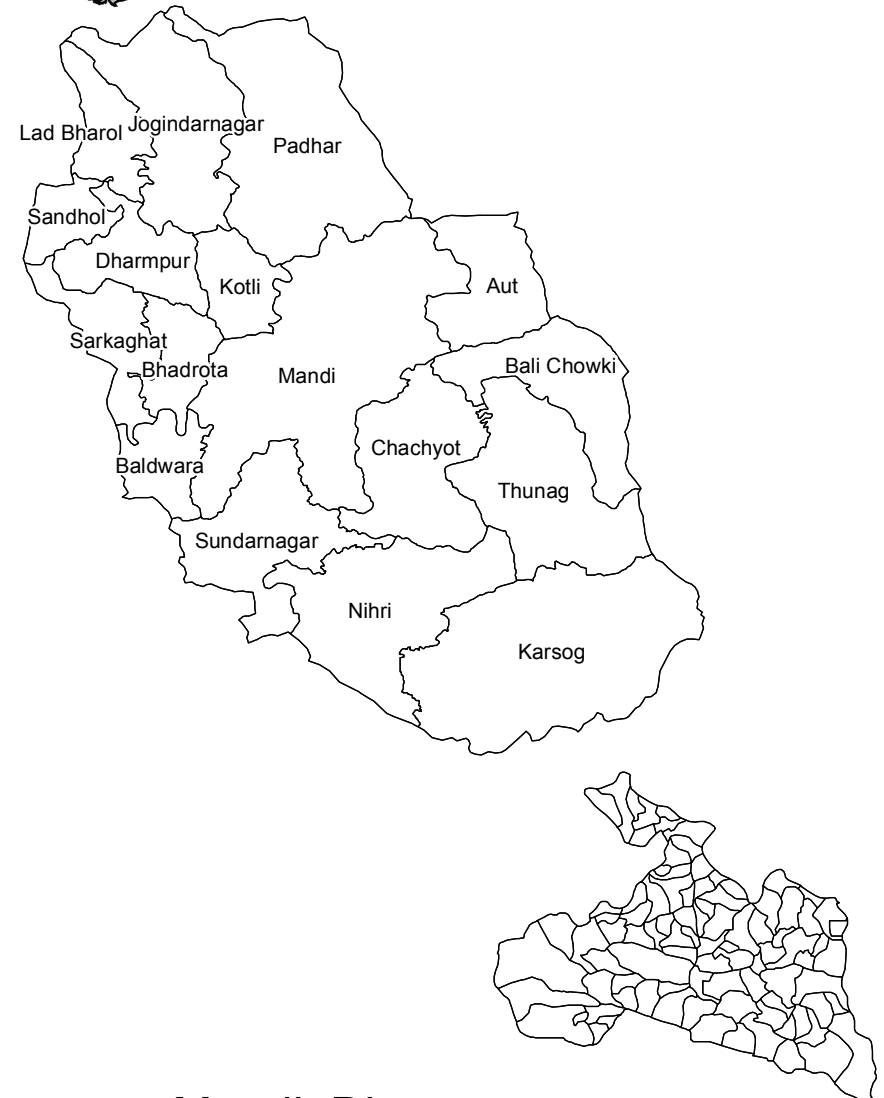 Lad Bharol
Jogindarnagar
Padhar
Sandhol
Dharmpur
Kotli
Aut
Sarkaghat
Bhadrota
Mandi
Bali Chowki
Baldwara
Chachyot
Thunag
Sundarnagar
Nihri
Karsog